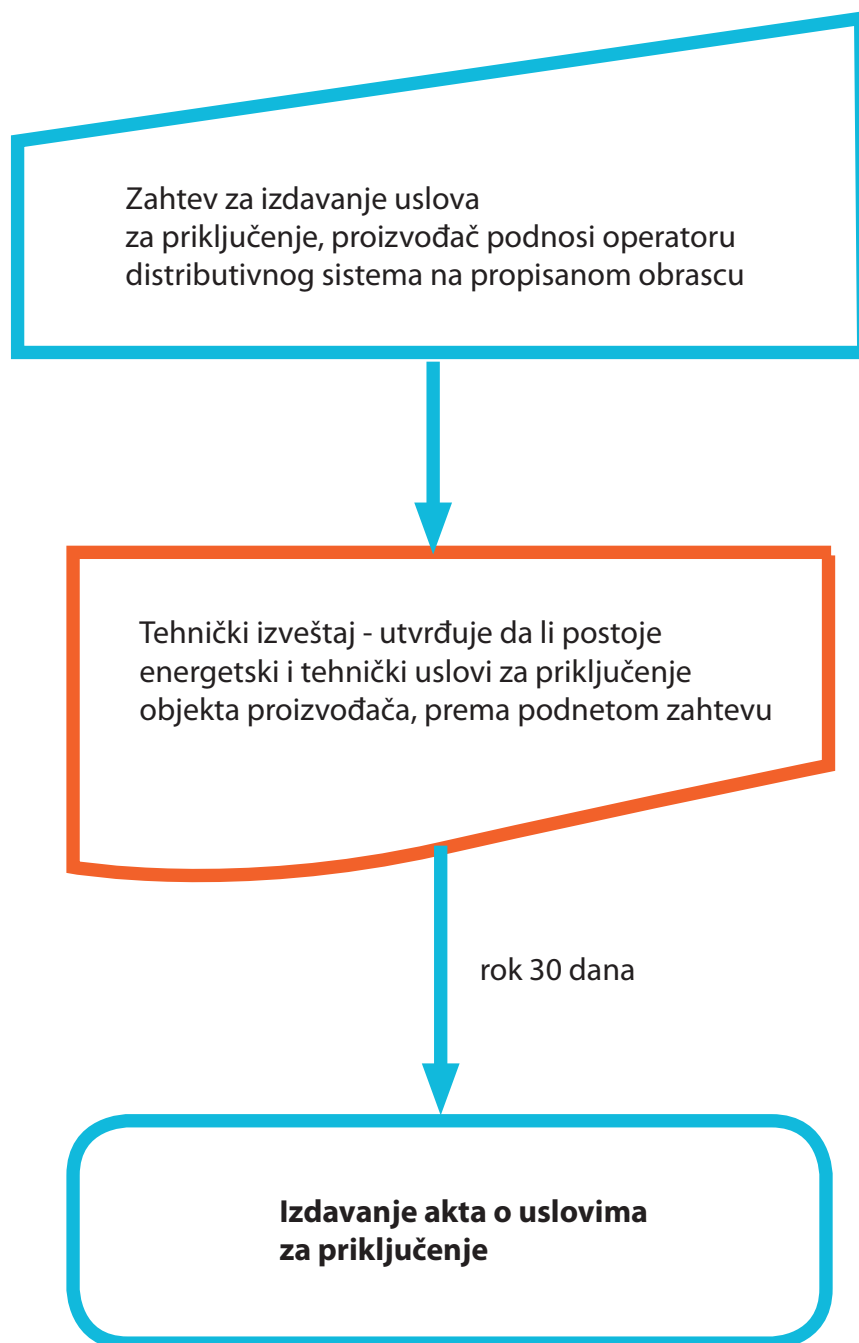 Zahtev za izdavanje uslova
za priključenje, proizvođač podnosi operatoru
distributivnog sistema na propisanom obrascu
Tehnički izveštaj - utvrđuje da li postoje
energetski i tehnički uslovi za priključenje
objekta proizvođača, prema podnetom zahtevu
rok 30 dana
Izdavanje akta o uslovima
za priključenje